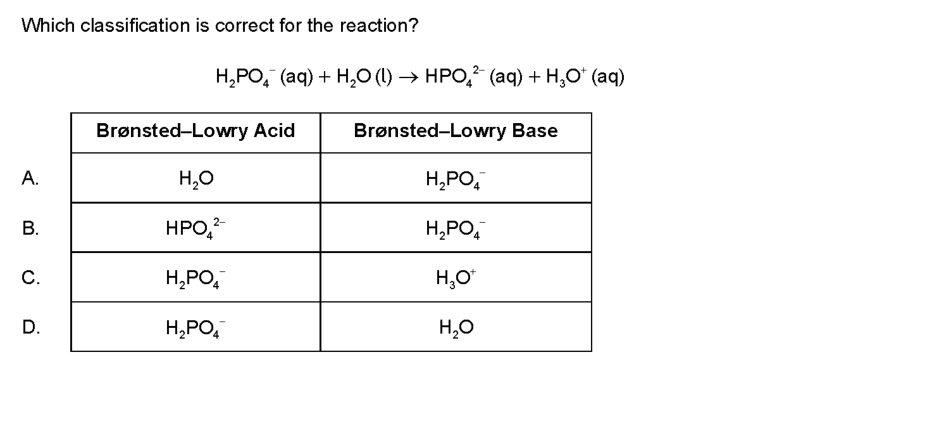 Which classification is correct for the reaction?
H₂PO₄⁻ (aq) + H₂O (l) → HPO₄²⁻ (aq) + H₃O⁺ (aq)
Brønsted–Lowry Acid Brønsted–Lowry Base
A. H₂O H₂PO₄⁻
B. HPO₄²⁻ H₂PO₄⁻
C. H₂PO₄⁻ H₃O⁺
D. H₂PO₄⁻ H₂O